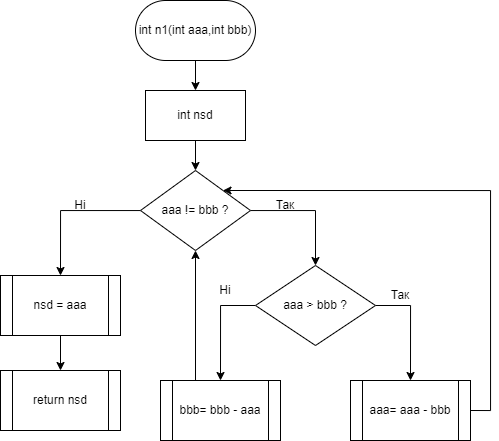 int n1(int aaa,int bbb)
int nsd
aaa != bbb ?
Ні
Так
nsd = aaa
aaa > bbb ?
Ні
Так
return nsd
bbb= bbb - aaa
aaa= aaa - bbb